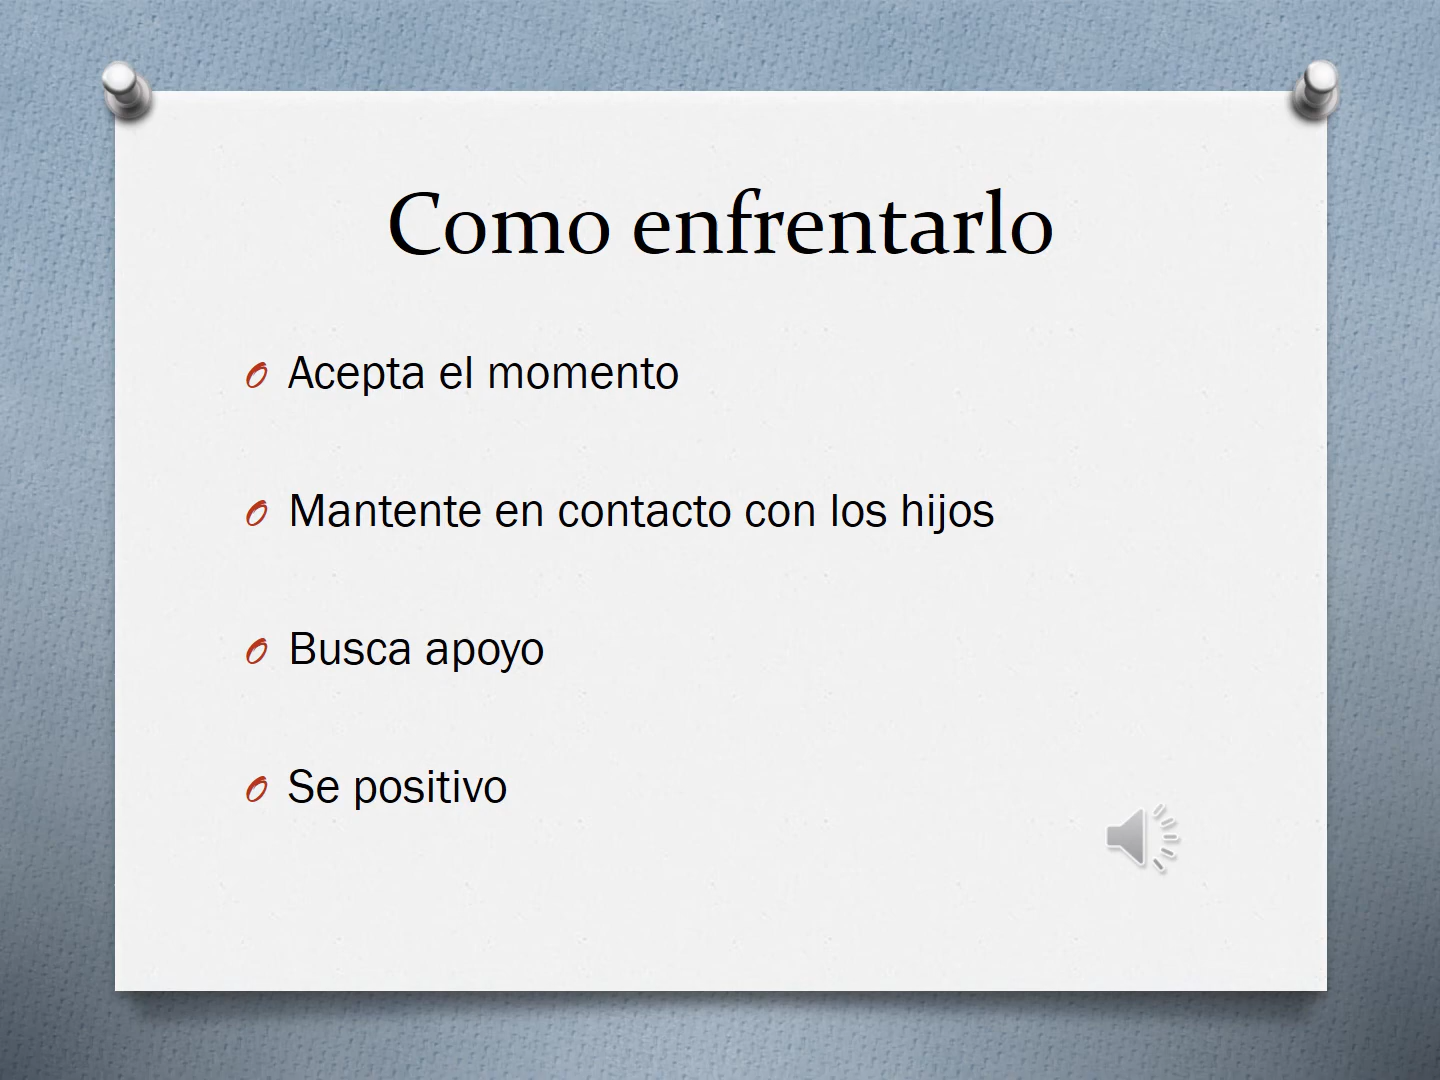 Como enfrentarlo
Acepta el momento
Mantente en contacto con los hijos
Busca apoyo
Se positivo